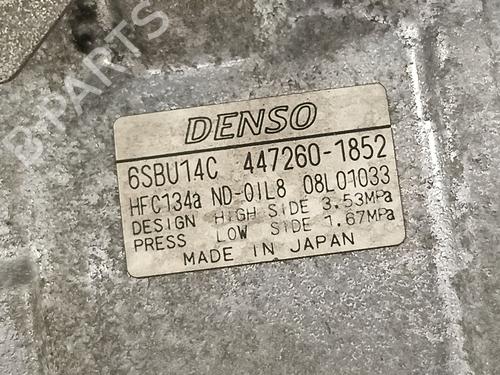 B-PARTS
DENSO
6SBU14C 447260-1852
HFC134a ND-OIL8 08L01033
DESIGN HIGH SIDE 3.53MPa
PRESS LOW SIDE 1.67MPa
MADE IN JAPAN